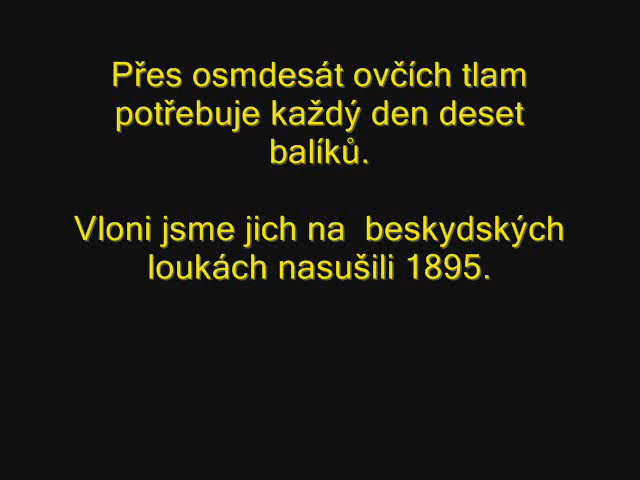 Přes osmdesát ovčích tlam
potřebuje každý den deset
balíků.
Vloni jsme jich na  beskydských
loukách nasušili 1895.